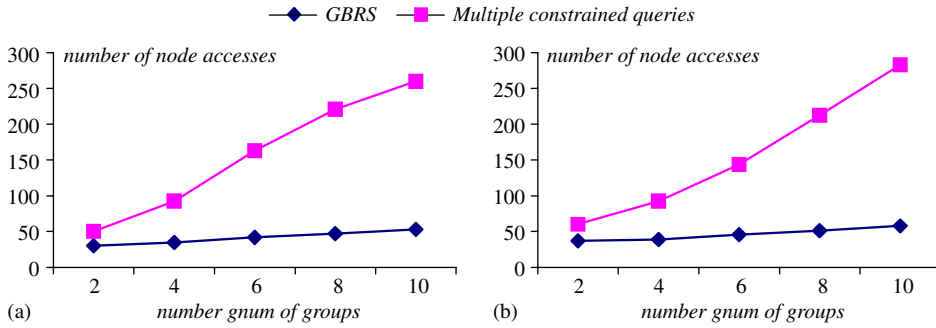 GBRS Multiple constrained queries
number of node accesses
300
250
200
150
100
50
0
2 4 6 8 10
(a) number gnum of groups
number of node accesses
300
250
200
150
100
50
0
2 4 6 8 10
(b) number gnum of groups